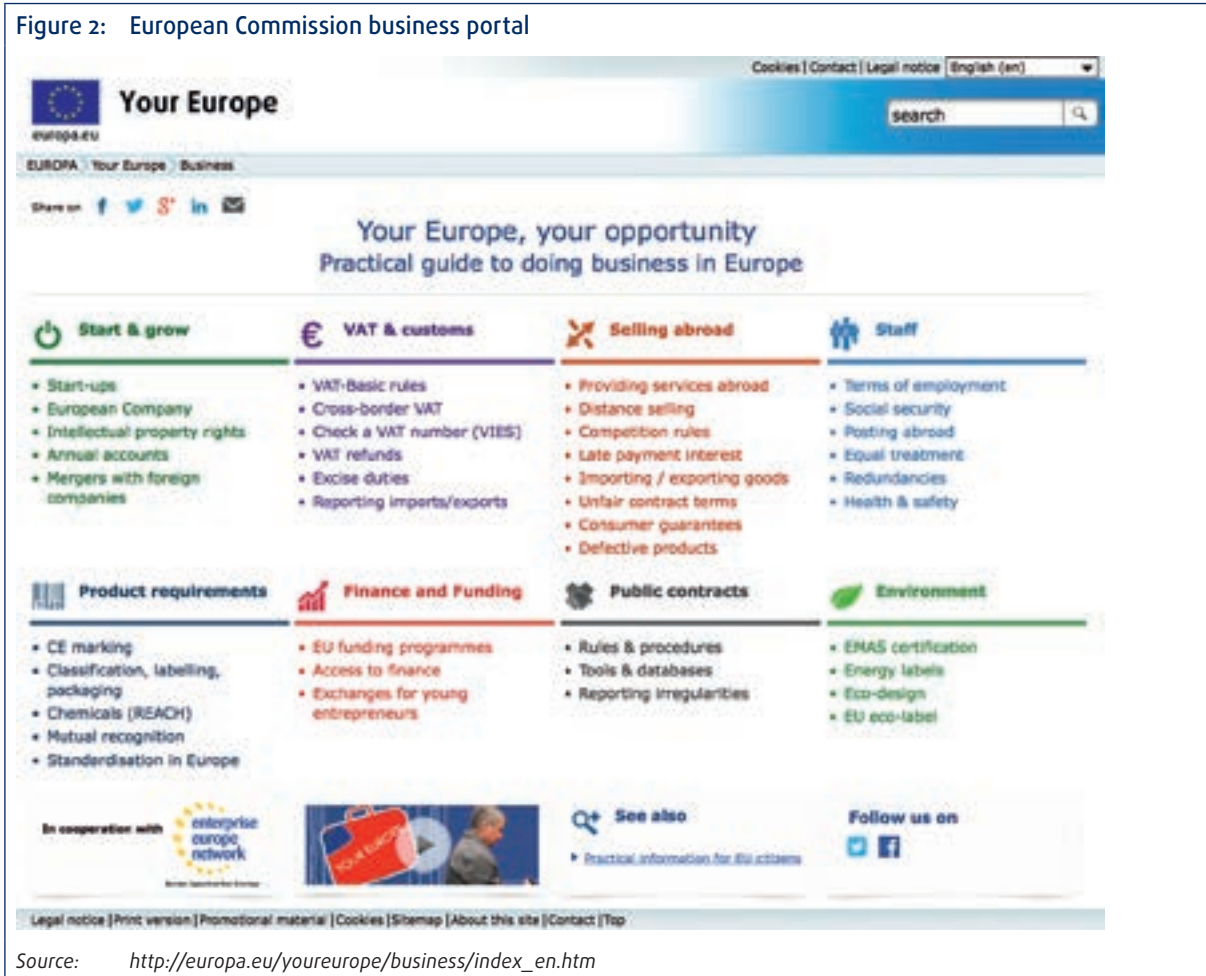 Figure 2: European Commission business portal
Cookies | Contact | Legal notice English (en)
Your Europe
search
europa.eu
EUROPA Your Europe Business
Share on
Your Europe, your opportunity
Practical guide to doing business in Europe
Start & grow
• Start-ups
• European Company
• Intellectual property rights
• Annual accounts
• Mergers with foreign
companies
VAT & customs
• VAT-Basic rules
• Cross-border VAT
• Check a VAT number (VIES)
• VAT refunds
• Excise duties
• Reporting imports/exports
Selling abroad
• Providing services abroad
• Distance selling
• Competition rules
• Late payment interest
• Importing / exporting goods
• Unfair contract terms
• Consumer guarantees
• Defective products
Staff
• Terms of employment
• Social security
• Posting abroad
• Equal treatment
• Redundancies
• Health & safety
Product requirements
• CE marking
• Classification, labelling,
packaging
• Chemicals (REACH)
• Mutual recognition
• Standardisation in Europe
Finance and Funding
• EU funding programmes
• Access to finance
• Exchanges for young
entrepreneurs
Public contracts
• Rules & procedures
• Tools & databases
• Reporting irregularities
Environment
• EMAS certification
• Energy labels
• Eco-design
• EU eco-label
In cooperation with
enterprise
europe
network
YOUR EUROPE
See also
Practical information for EU citizens
Follow us on
Legal notice | Print version | Promotional material | Cookies | Sitemap | About this site | Contact | Top
Source: http://europa.eu/youreurope/business/index_en.htm